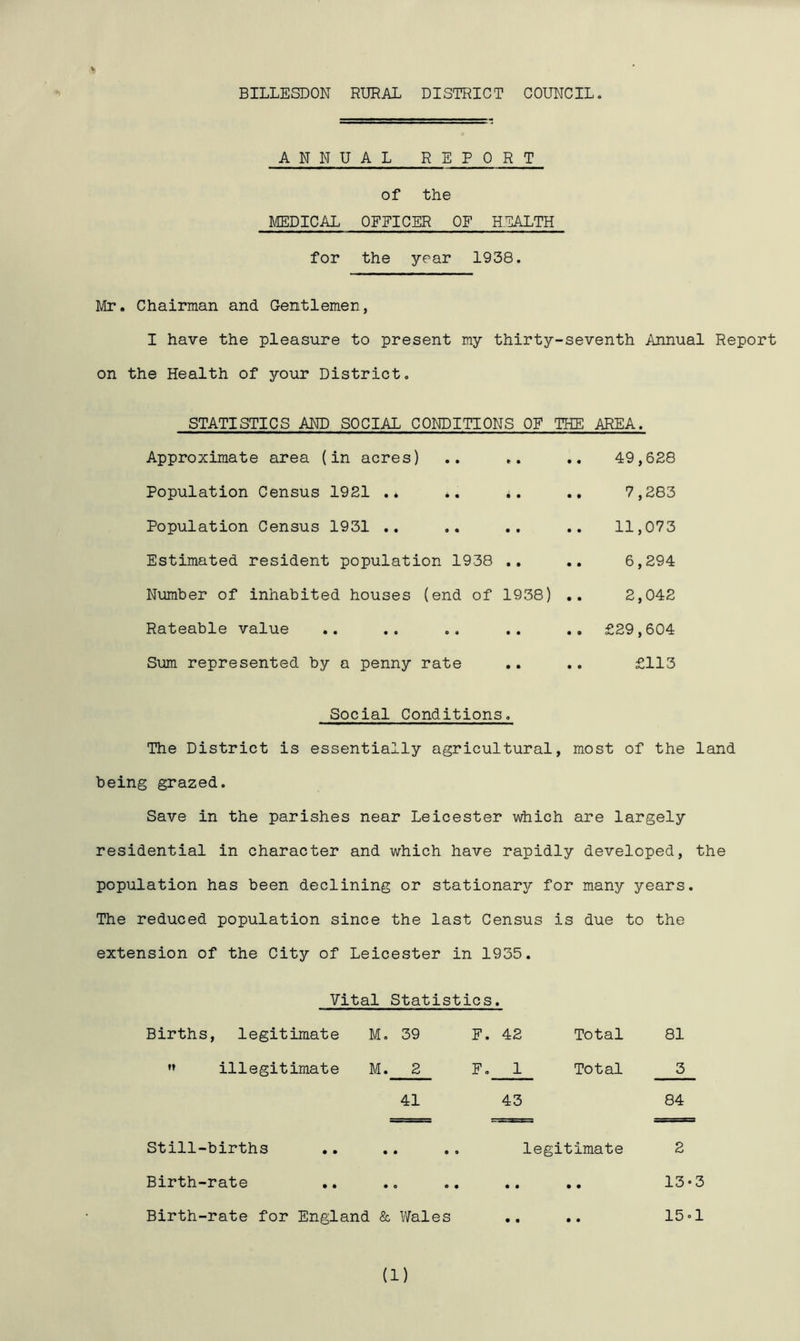 BILLESDON RURAL DISTRICT COUNCIL.
ANNUAL REPORT
of the
MEDICAL OFFICER OF HEALTH
for the year 1938.
Mr. Chairman and Gentlemen,
I have the pleasure to present my thirty-seventh Annual Report
on the Health of your District.
STATISTICS AND SOCIAL CONDITIONS OF THE AREA.
Approximate area (in acres) .. .. .. 49,628
Population Census 1921 .. .. .. .. 7,283
Population Census 1931 .. .. .. .. 11,073
Estimated resident population 1938 .. .. 6,294
Number of inhabited houses (end of 1938) .. 2,042
Rateable value .. .. .. .. .. £29,604
Sum represented by a penny rate .. .. £113
Social Conditions.
The District is essentially agricultural, most of the land
being grazed.
Save in the parishes near Leicester which are largely
residential in character and which have rapidly developed, the
population has been declining or stationary for many years.
The reduced population since the last Census is due to the
extension of the City of Leicester in 1935.
Vital Statistics.
Births, legitimate M. 39 F. 42 Total 81
" illegitimate M. 2 F. 1 Total 3
41 43 84
Still-births .. .. .. legitimate 2
Birth-rate .. .. .. .. .. 13·3
Birth-rate for England & Wales .. .. 15·1
(1)